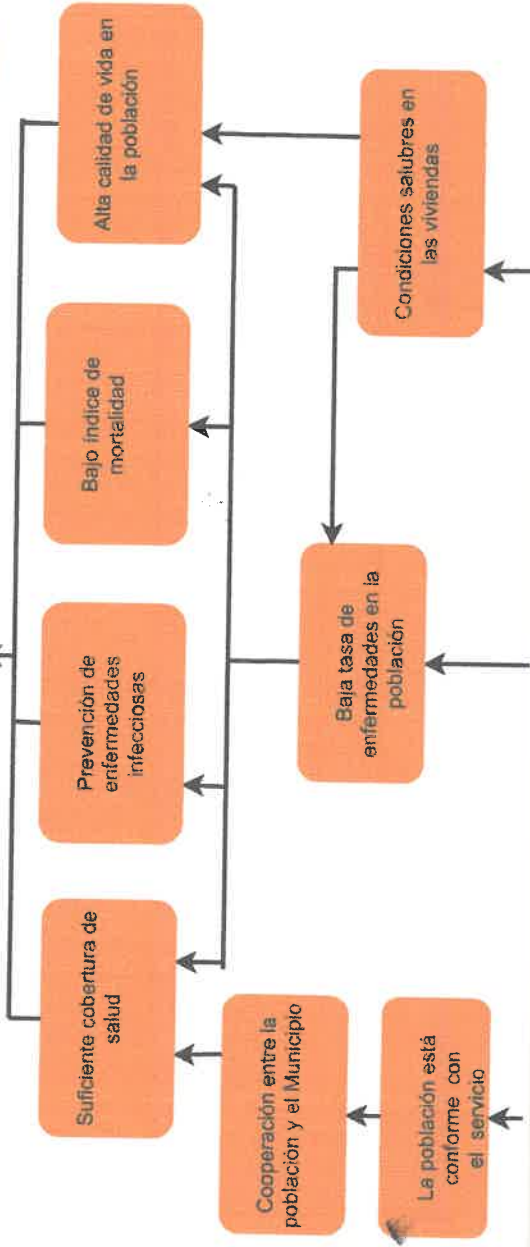 Suficiente cobertura de
salud
Prevención de
enfermedades
infecciosas
Bajo índice de
mortalidad
Alta calidad de vida en
la población
Cooperación entre la
población y el Municipio
Baja tasa de
enfermedades en la
población
Condiciones salubres en
las viviendas
La población está
conforme con
el servicio